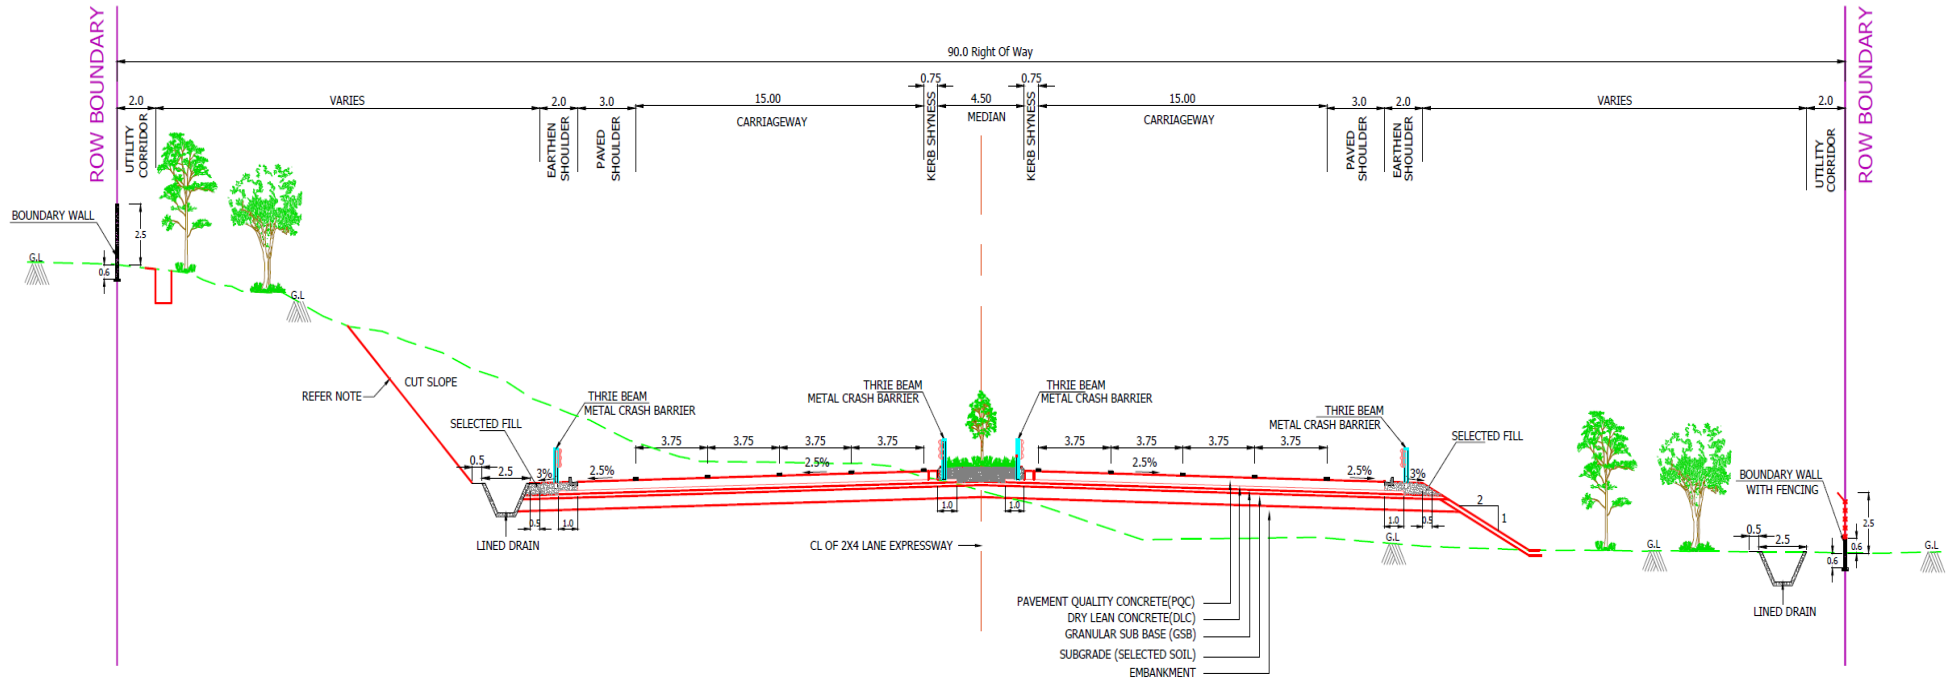 ROW BOUNDARY
ROW BOUNDARY
90.0 Right Of Way
2.0
VARIES
2.0
3.0
15.00
0.75
4.50
0.75
15.00
3.0
2.0
VARIES
2.0
UTILITY
CORRIDOR
EARTHEN
SHOULDER
PAVED
SHOULDER
CARRIAGEWAY
KERB SHYNESS
MEDIAN
KERB SHYNESS
CARRIAGEWAY
PAVED
SHOULDER
EARTHEN
SHOULDER
UTILITY
CORRIDOR
BOUNDARY WALL
2.5
0.6
G.L
G.L
CUT SLOPE
REFER NOTE
SELECTED FILL
THRIE BEAM
METAL CRASH BARRIER
THRIE BEAM
METAL CRASH BARRIER
THRIE BEAM
METAL CRASH BARRIER
THRIE BEAM
METAL CRASH BARRIER
SELECTED FILL
3.75
3.75
3.75
3.75
3.75
3.75
3.75
3.75
0.5
2.5
3%
2.5%
2.5%
2.5%
2.5%
3%
0.5
1.0
1.0
1.0
1.0
0.5
2
1
LINED DRAIN
CL OF 2X4 LANE EXPRESSWAY
G.L
G.L
G.L
BOUNDARY WALL
WITH FENCING
2.5
0.6
0.6
0.5
2.5
LINED DRAIN
PAVEMENT QUALITY CONCRETE(PQC)
DRY LEAN CONCRETE(DLC)
GRANULAR SUB BASE (GSB)
SUBGRADE (SELECTED SOIL)
EMBANKMENT